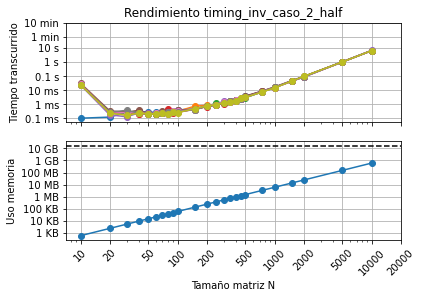 Rendimiento timing_inv_caso_2_half
Tiempo transcurrido
10 min
1 min
10 s
1 s
0.1 s
10 ms
1 ms
0.1 ms
Uso memoria
10 GB
1 GB
100 MB
10 MB
1 MB
100 KB
10 KB
1 KB
10
20
50
100
200
500
1000
2000
5000
10000
20000
Tamaño matriz N